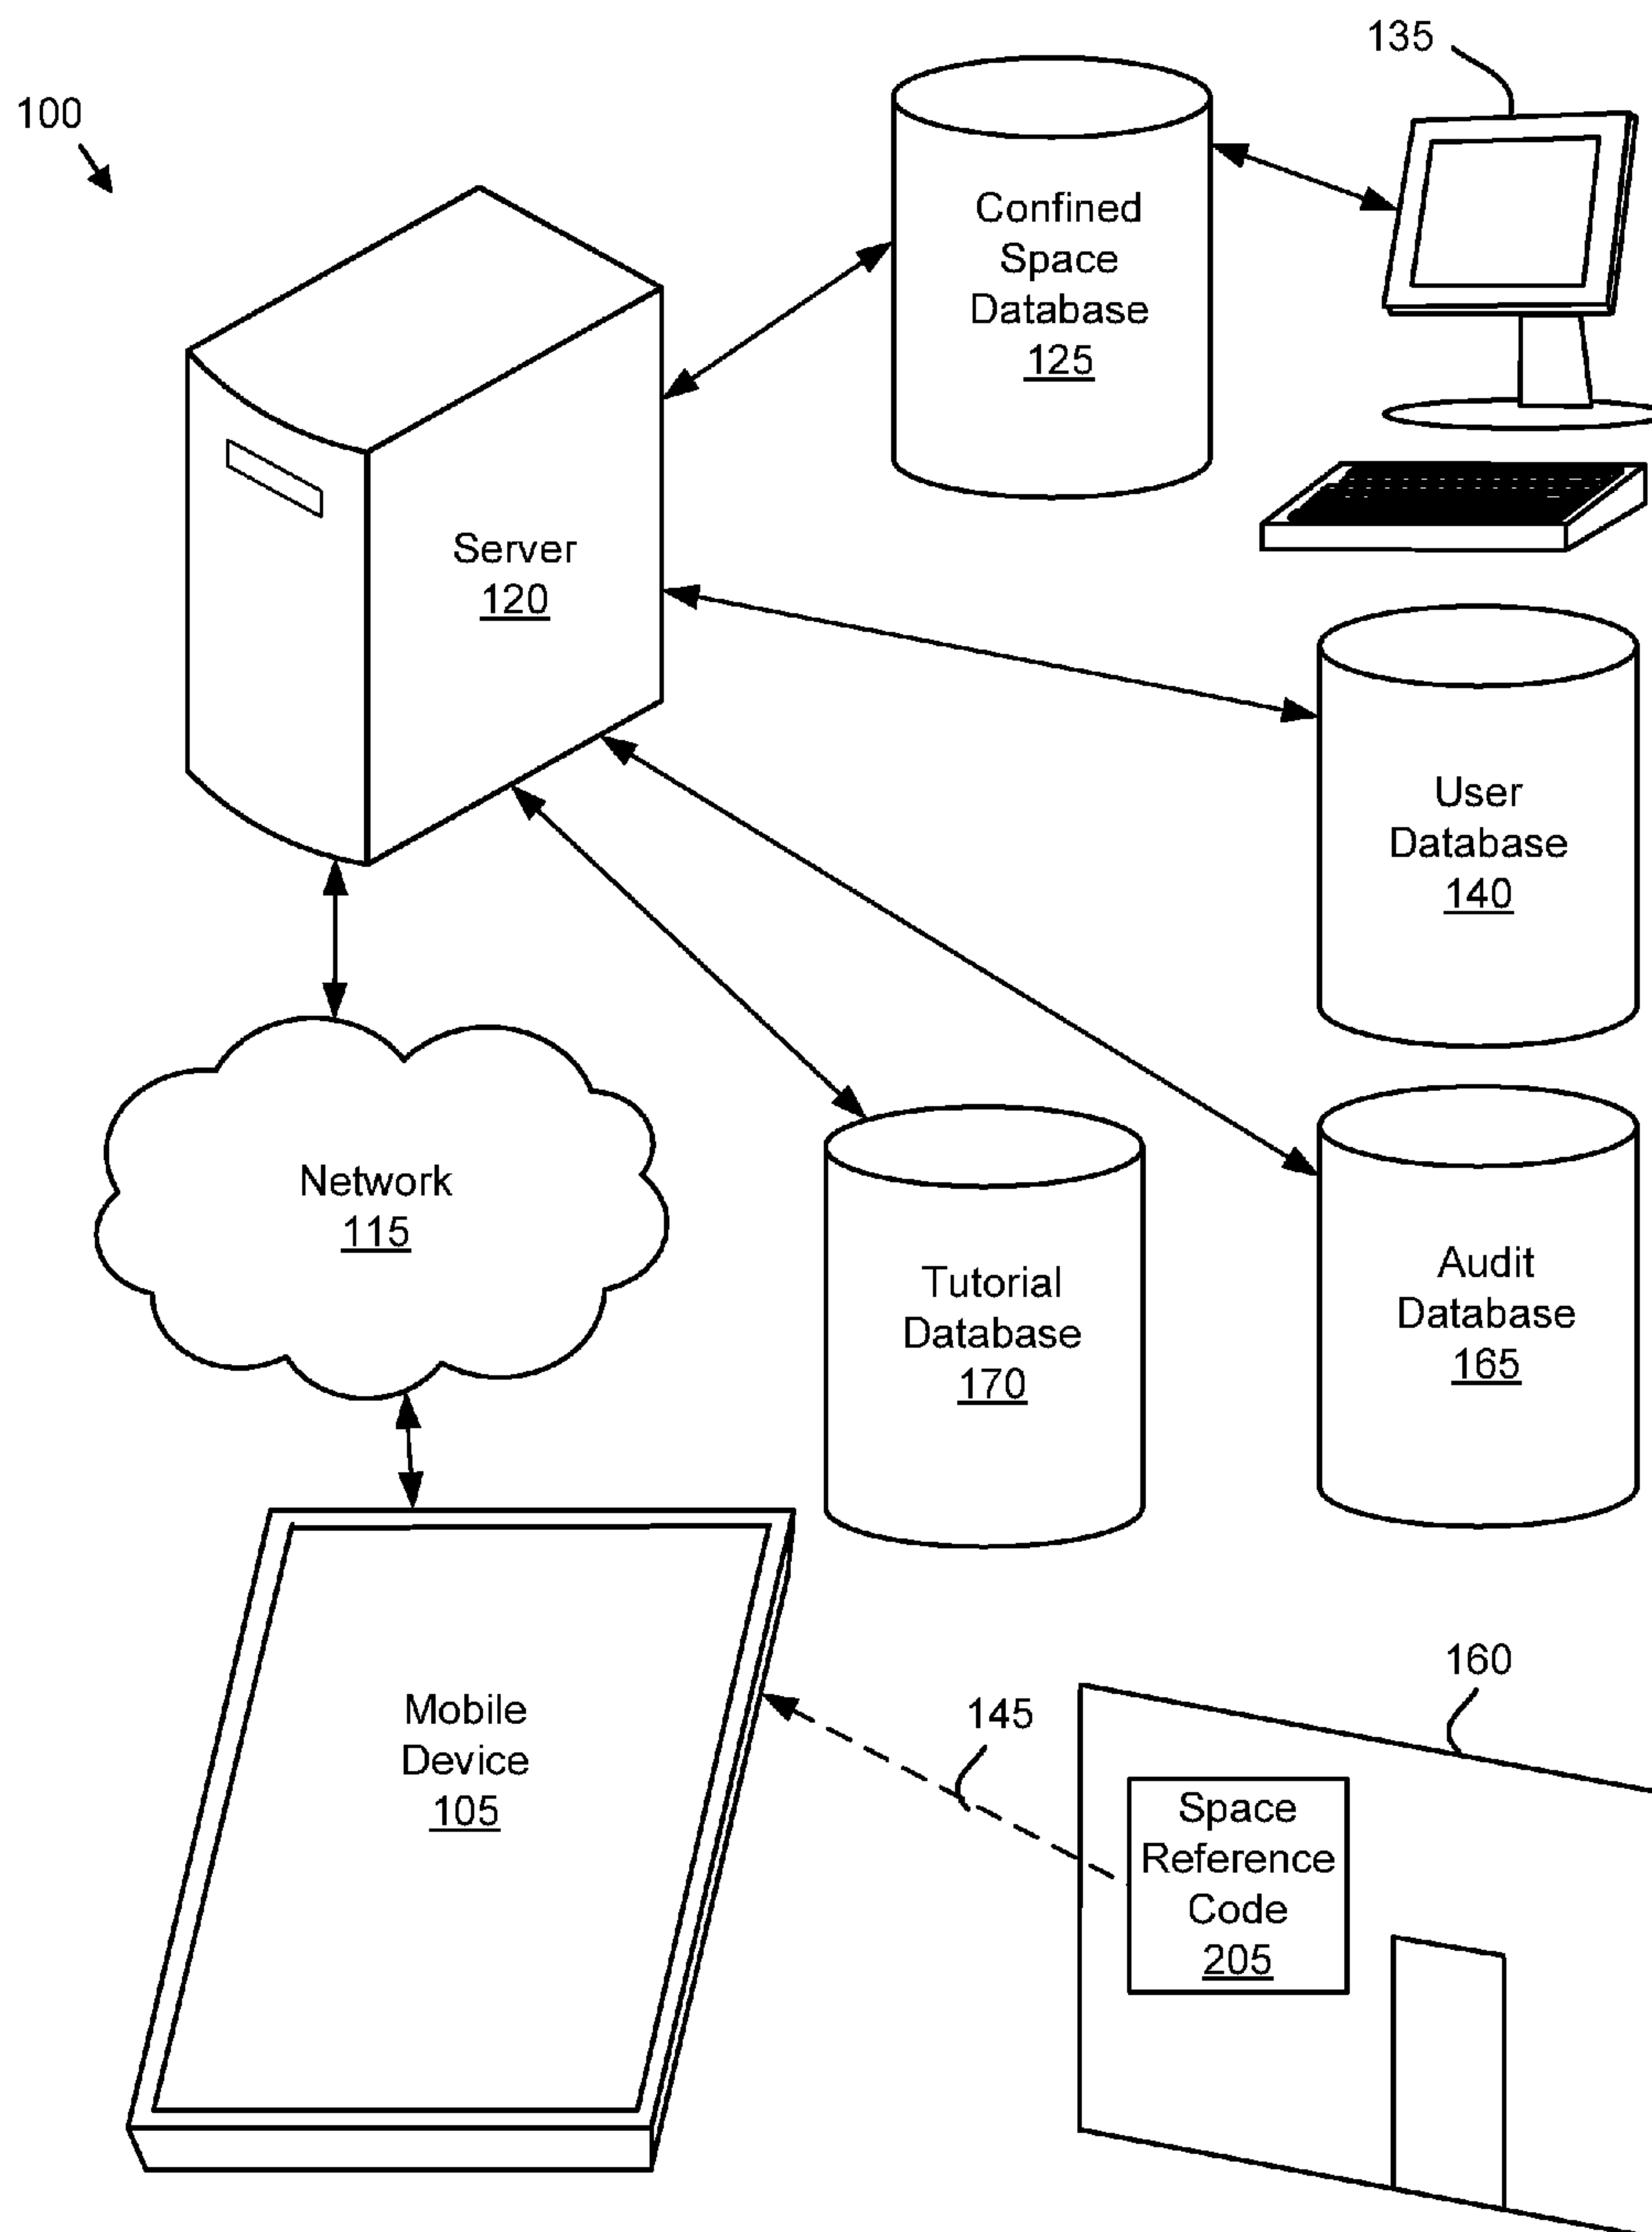 135
100
Confined
Space
Database
125
Server
120
User
Database
140
Network
115
Tutorial
Database
170
Audit
Database
165
160
145
Mobile
Device
105
Space
Reference
Code
205